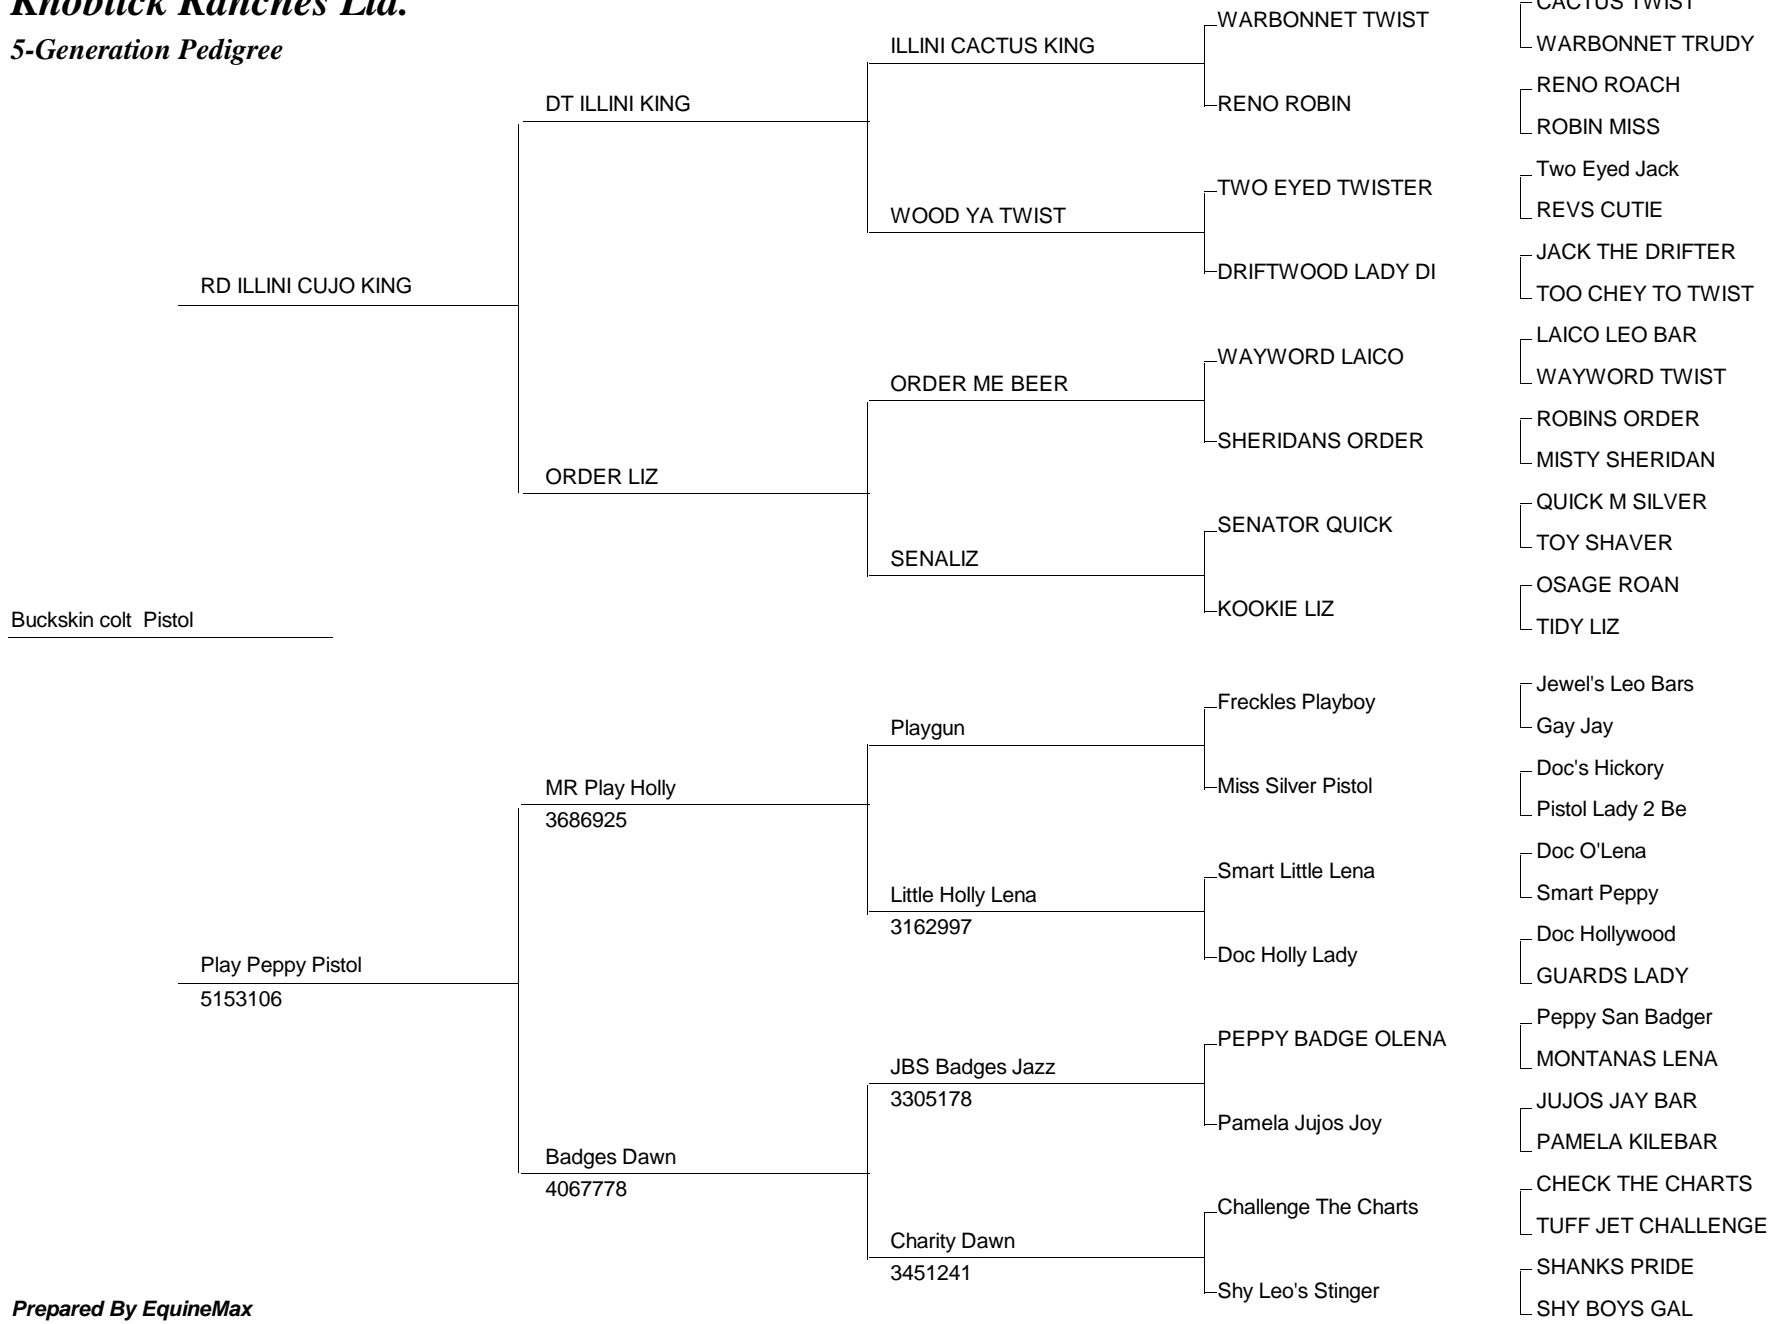 Knoblick Ranches Ltd.
5-Generation Pedigree
Buckskin colt  Pistol
RD ILLINI CUJO KING
Play Peppy Pistol
5153106
DT ILLINI KING
ORDER LIZ
MR Play Holly
3686925
Badges Dawn
4067778
ILLINI CACTUS KING
WOOD YA TWIST
ORDER ME BEER
SENALIZ
Playgun
Little Holly Lena
3162997
JBS Badges Jazz
3305178
Charity Dawn
3451241
WARBONNET TWIST
RENO ROBIN
TWO EYED TWISTER
DRIFTWOOD LADY DI
WAYWORD LAICO
SHERIDANS ORDER
SENATOR QUICK
KOOKIE LIZ
Freckles Playboy
Miss Silver Pistol
Smart Little Lena
Doc Holly Lady
PEPPY BADGE OLENA
Pamela Jujos Joy
Challenge The Charts
Shy Leo's Stinger
CACTUS TWIST
WARBONNET TRUDY
RENO ROACH
ROBIN MISS
Two Eyed Jack
REVS CUTIE
JACK THE DRIFTER
TOO CHEY TO TWIST
LAICO LEO BAR
WAYWORD TWIST
ROBINS ORDER
MISTY SHERIDAN
QUICK M SILVER
TOY SHAVER
OSAGE ROAN
TIDY LIZ
Jewel's Leo Bars
Gay Jay
Doc's Hickory
Pistol Lady 2 Be
Doc O'Lena
Smart Peppy
Doc Hollywood
GUARDS LADY
Peppy San Badger
MONTANAS LENA
JUJOS JAY BAR
PAMELA KILEBAR
CHECK THE CHARTS
TUFF JET CHALLENGE
SHANKS PRIDE
SHY BOYS GAL
Prepared By EquineMax